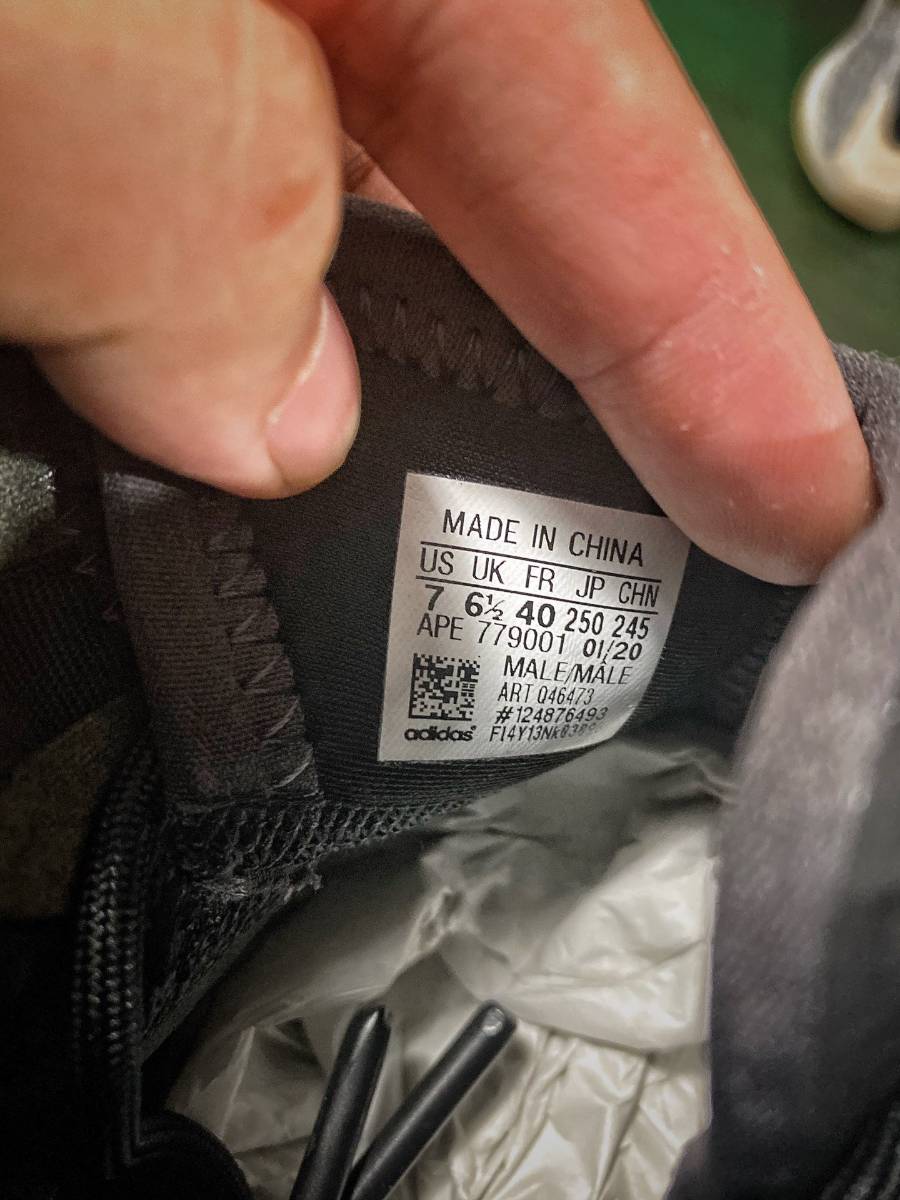 MADE IN CHINA
US UK FR JP CHN
7 6½ 40 250 245
APE 779001 01/20
MALE/MÂLE
ART Q46473
#124876493
adidas